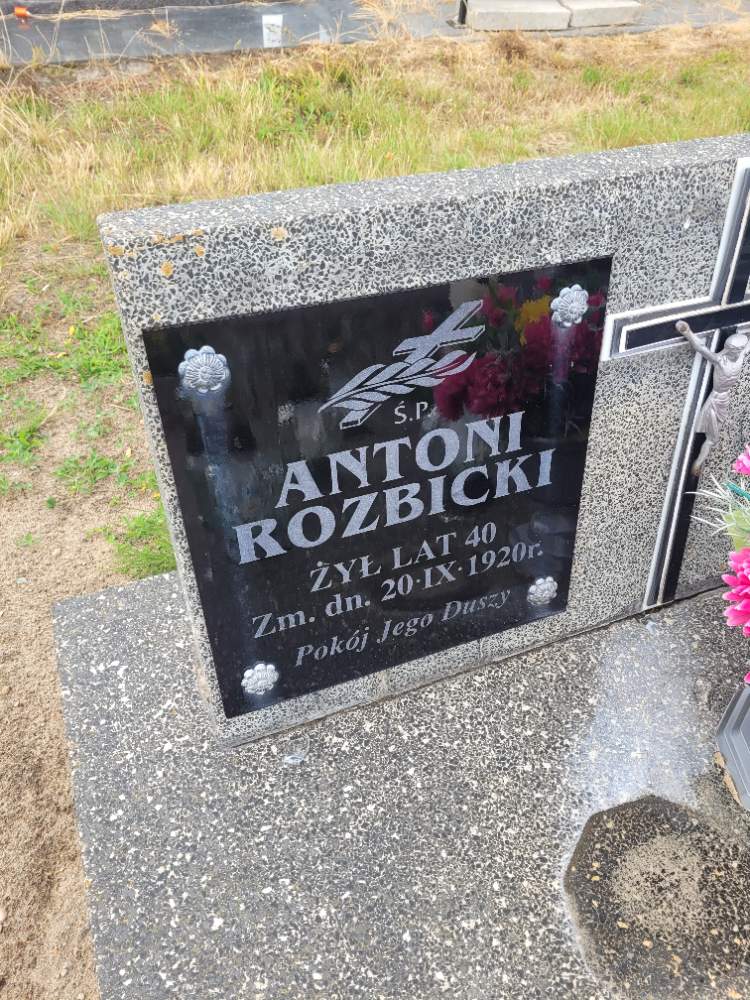 Ś.P.
ANTONI
ROZBICKI
ŻYŁ LAT 40
Zm. dn. 20·IX·1920r.
Pokój Jego Duszy